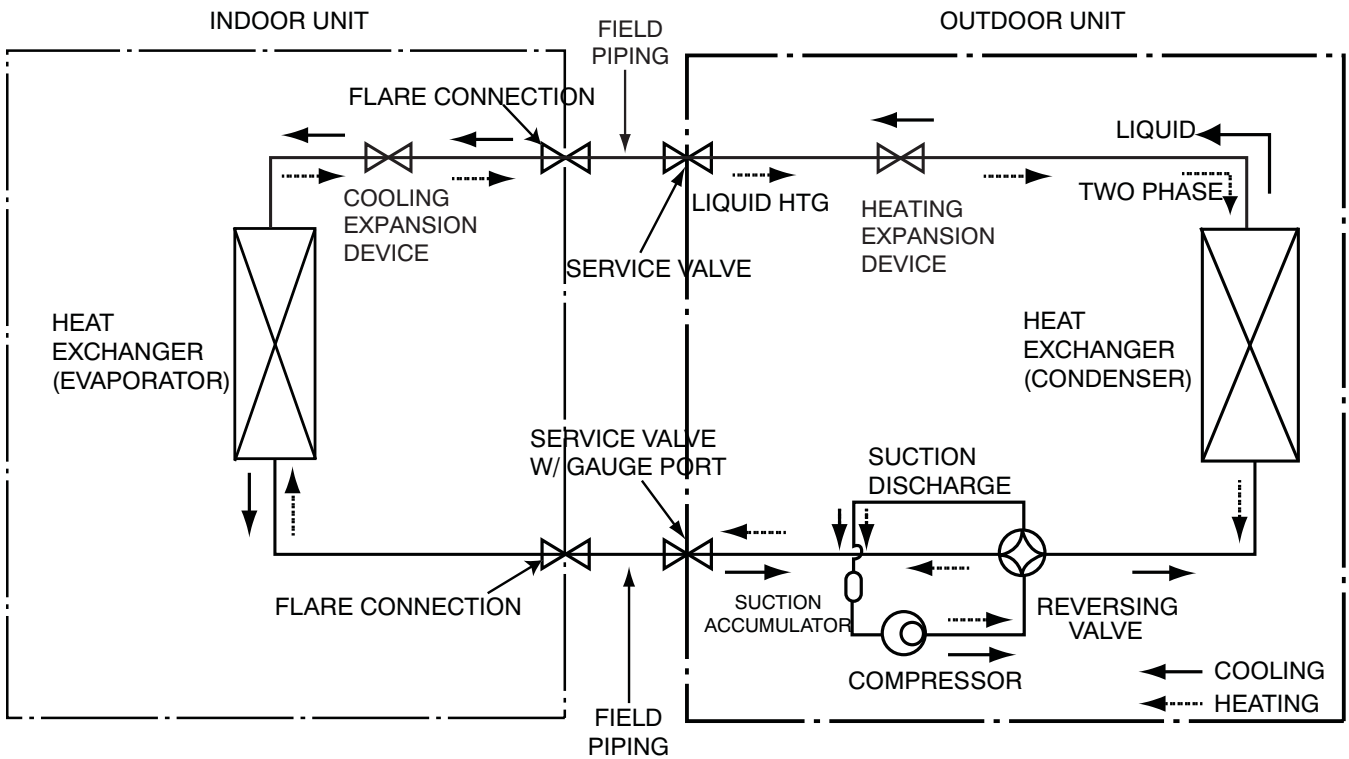 INDOOR UNIT
OUTDOOR UNIT
FIELD
PIPING
FLARE CONNECTION
LIQUID
COOLING
EXPANSION
DEVICE
LIQUID HTG
HEATING
EXPANSION
DEVICE
TWO PHASE
SERVICE VALVE
HEAT
EXCHANGER
(EVAPORATOR)
HEAT
EXCHANGER
(CONDENSER)
SERVICE VALVE
W/ GAUGE PORT
SUCTION
DISCHARGE
FLARE CONNECTION
SUCTION
ACCUMULATOR
REVERSING
VALVE
COMPRESSOR
COOLING
HEATING
FIELD
PIPING